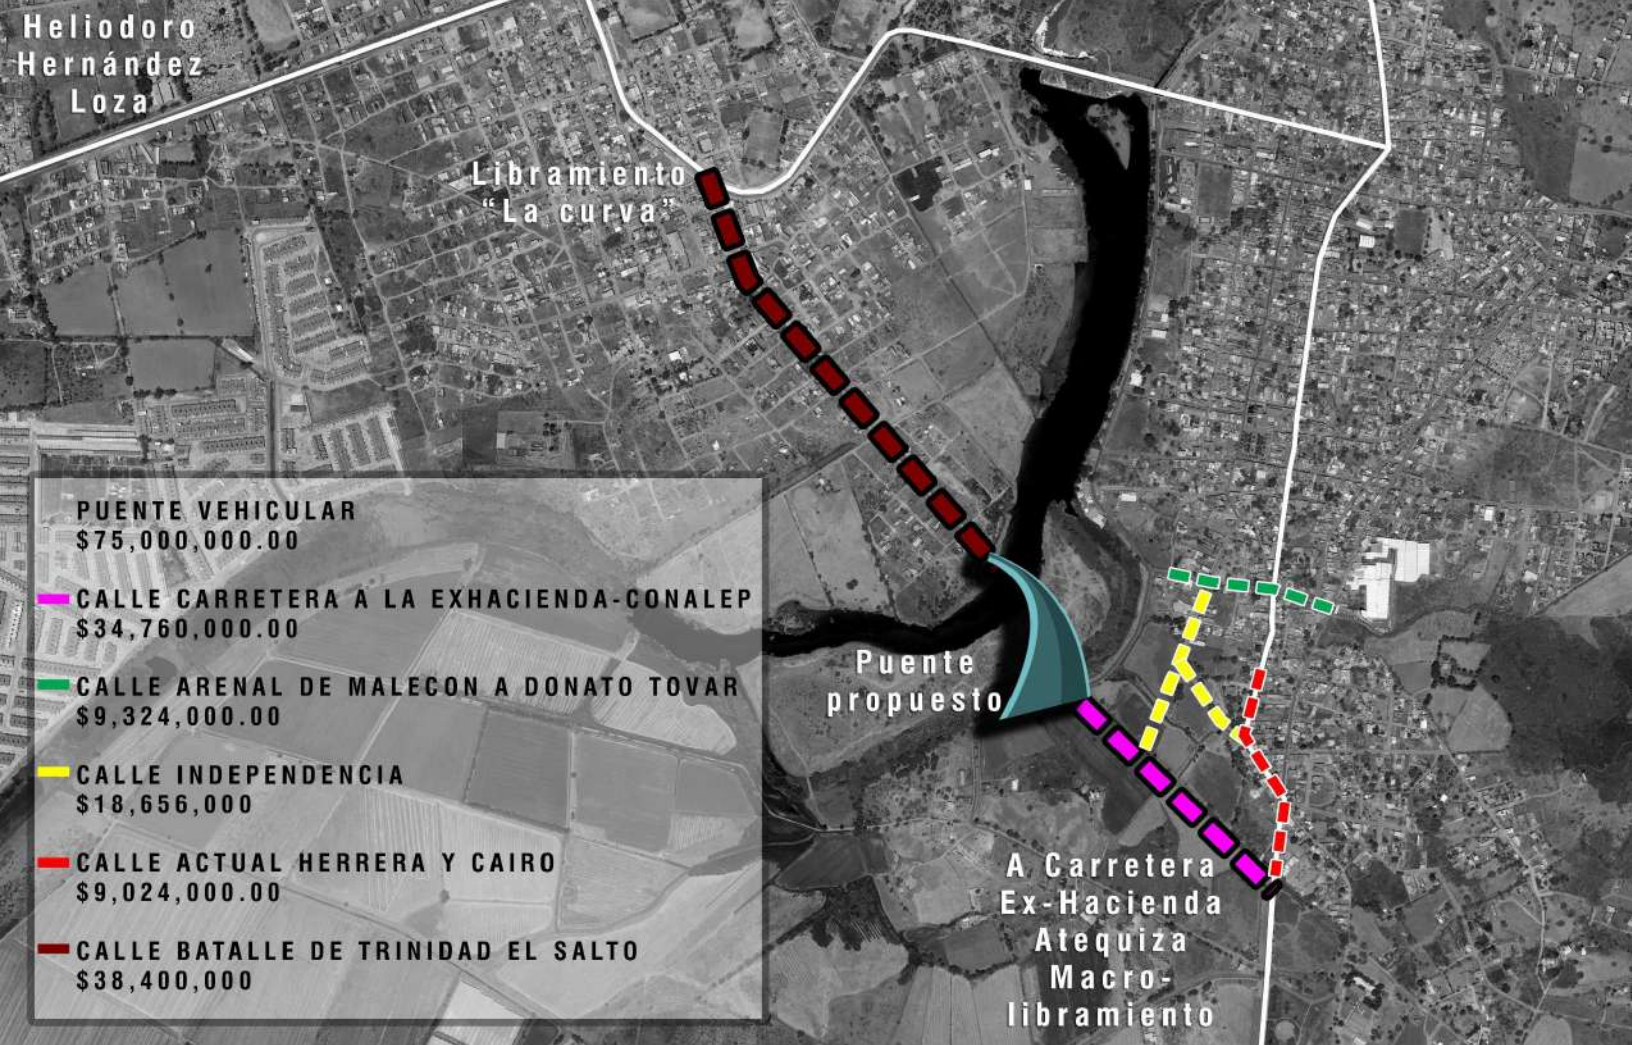 Heliodoro
Hernández
Loza
Libramiento
“La curva”
PUENTE VEHICULAR
$75,000,000.00
CALLE CARRETERA A LA EXHACIENDA-CONALEP
$34,760,000.00
CALLE ARENAL DE MALECON A DONATO TOVAR
$9,324,000.00
CALLE INDEPENDENCIA
$18,656,000
CALLE ACTUAL HERRERA Y CAIRO
$9,024,000.00
CALLE BATALLE DE TRINIDAD EL SALTO
$38,400,000
Puente
propuesto
A Carretera
Ex-Hacienda
Atequiza
Macro-
libramiento